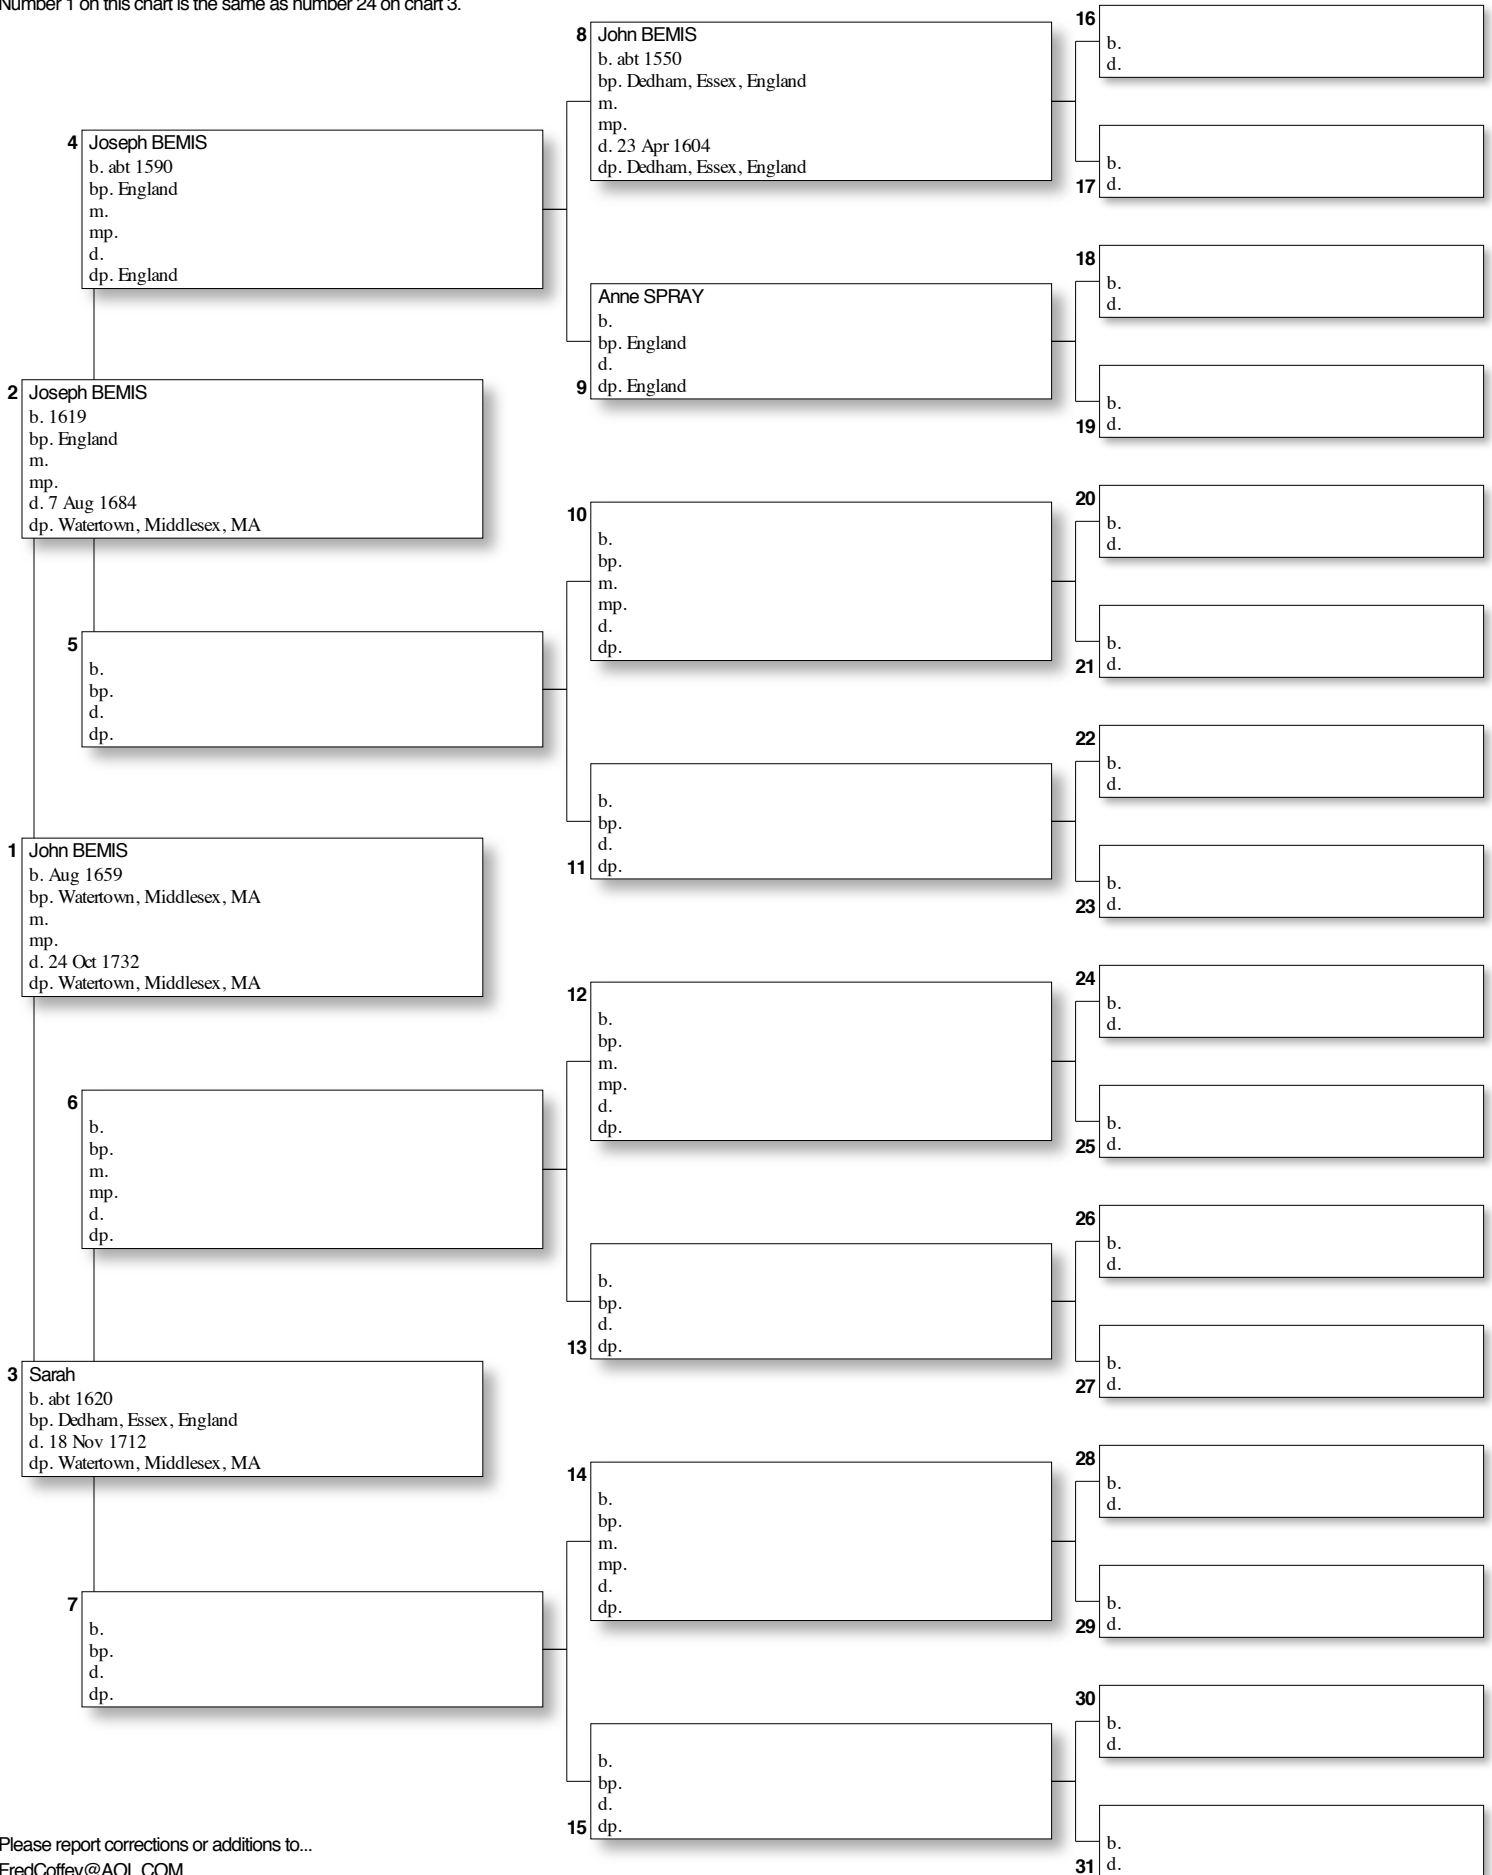 Number 1 on this chart is the same as number 24 on chart 3.
8 John BEMIS
b. abt 1550
bp. Dedham, Essex, England
m.
mp.
d. 23 Apr 1604
dp. Dedham, Essex, England
16
b.
d.
b.
17 d.
4 Joseph BEMIS
b. abt 1590
bp. England
m.
mp.
d.
dp. England
Anne SPRAY
b.
bp. England
d.
9 dp. England
18
b.
d.
b.
19 d.
2 Joseph BEMIS
b. 1619
bp. England
m.
mp.
d. 7 Aug 1684
dp. Watertown, Middlesex, MA
10
b.
bp.
m.
mp.
d.
dp.
20
b.
d.
b.
21 d.
5
b.
bp.
d.
dp.
b.
bp.
d.
11 dp.
22
b.
d.
b.
23 d.
1 John BEMIS
b. Aug 1659
bp. Watertown, Middlesex, MA
m.
mp.
d. 24 Oct 1732
dp. Watertown, Middlesex, MA
12
b.
bp.
m.
mp.
d.
dp.
24
b.
d.
b.
25 d.
6
b.
bp.
m.
mp.
d.
dp.
b.
bp.
d.
13 dp.
26
b.
d.
b.
27 d.
3 Sarah
b. abt 1620
bp. Dedham, Essex, England
d. 18 Nov 1712
dp. Watertown, Middlesex, MA
14
b.
bp.
m.
mp.
d.
dp.
28
b.
d.
b.
29 d.
7
b.
bp.
d.
dp.
b.
bp.
d.
15 dp.
30
b.
d.
b.
31 d.
Please report corrections or additions to...
FredCoffey@AOL.COM